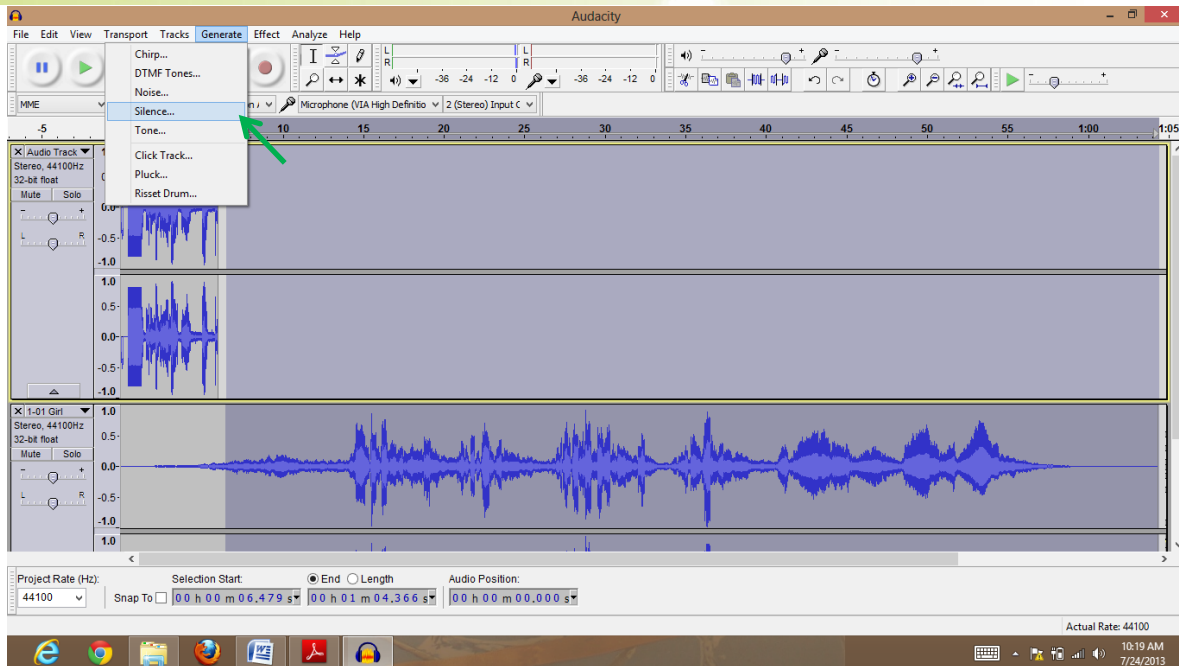 Audacity
File Edit View Transport Tracks Generate Effect Analyze Help
Chirp...
DTMF Tones...
Noise...
Silence...
Tone...
Click Track...
Pluck...
Risset Drum...
L
R
-36 -24 -12 0
L
R
-36 -24 -12 0
MME
Microphone (VIA High Definitio 2 (Stereo) Input C
-5 10 15 20 25 30 35 40 45 50 55 1:00 1:05
X Audio Track
Stereo, 44100Hz
32-bit float
Mute Solo
- +
L R
0.0-
-0.5-
-1.0
1.0
0.5-
0.0-
-0.5-
-1.0
X 1-01 Girl
Stereo, 44100Hz
32-bit float
Mute Solo
- +
L R
1.0
0.5-
0.0-
-0.5-
-1.0
1.0
Project Rate (Hz): Selection Start: End Length Audio Position:
44100 Snap To 00 h 00 m 06.479 s 00 h 01 m 04.366 s 00 h 00 m 00.000 s
Actual Rate: 44100
10:19 AM
7/24/2013